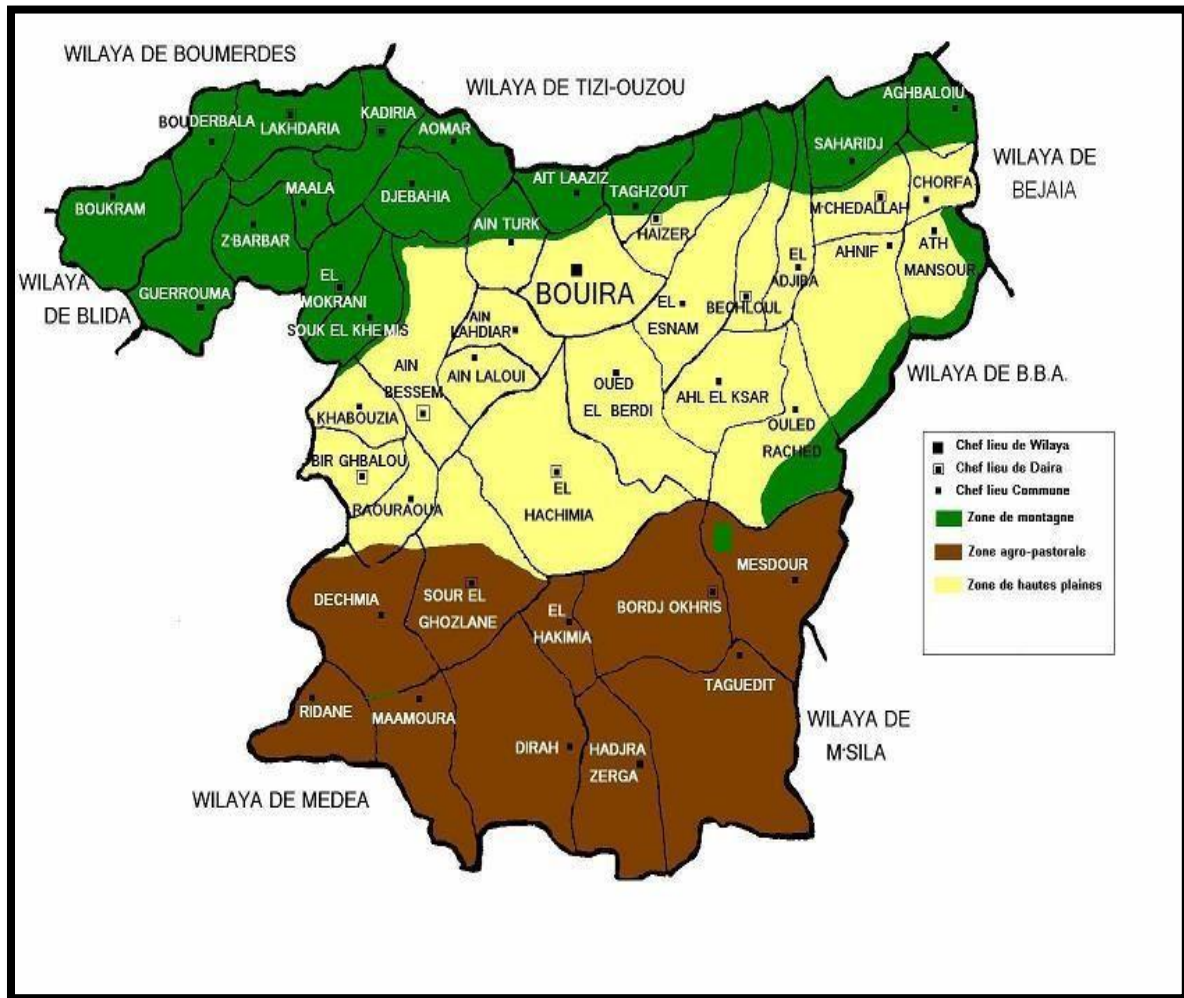 WILAYA DE BOUMERDES
WILAYA DE TIZI-OUZOU
AGHBALOIU
KADIRIA
BOUDERBALA
LAKHDARIA
AOMAR
SAHARIDJ
WILAYA DE
BEJAIA
MAALA
AIT LAAZIZ
TAGHZOUT
CHORFA
BOUKRAM
DJEBAHIA
M'CHEDALLAH
Z'BARBAR
AIN TURK
HAIZER
AHNIF
ATH
MANSOUR
WILAYA
DE BLIDA
GUERROUMA
EL
MOKRANI
SOUK EL KHEMIS
BOUIRA
EL
ADJIBA
BECHLOUL
EL
ESNAM
AIN
LAHDIAR
AIN LALOUI
AIN
BESSEM
OUED
EL BERDI
AHL EL KSAR
WILAYA DE B.B.A.
KHABOUZIA
OULED
RACHED
BIR GHBALOU
RAOURAOUA
EL
HACHIMIA
Chef lieu de Wilaya
Chef lieu de Daira
Chef lieu Commune
Zone de montagne
Zone agro-pastorale
Zone de hautes plaines
MESDOUR
DECHMIA
SOUR EL
GHOZLANE
EL
HAKIMIA
BORDJ OKHRIS
TAGUEDIT
RIDANE
MAAMOURA
WILAYA DE
M'SILA
DIRAH
HADJRA
ZERGA
WILAYA DE MEDEA